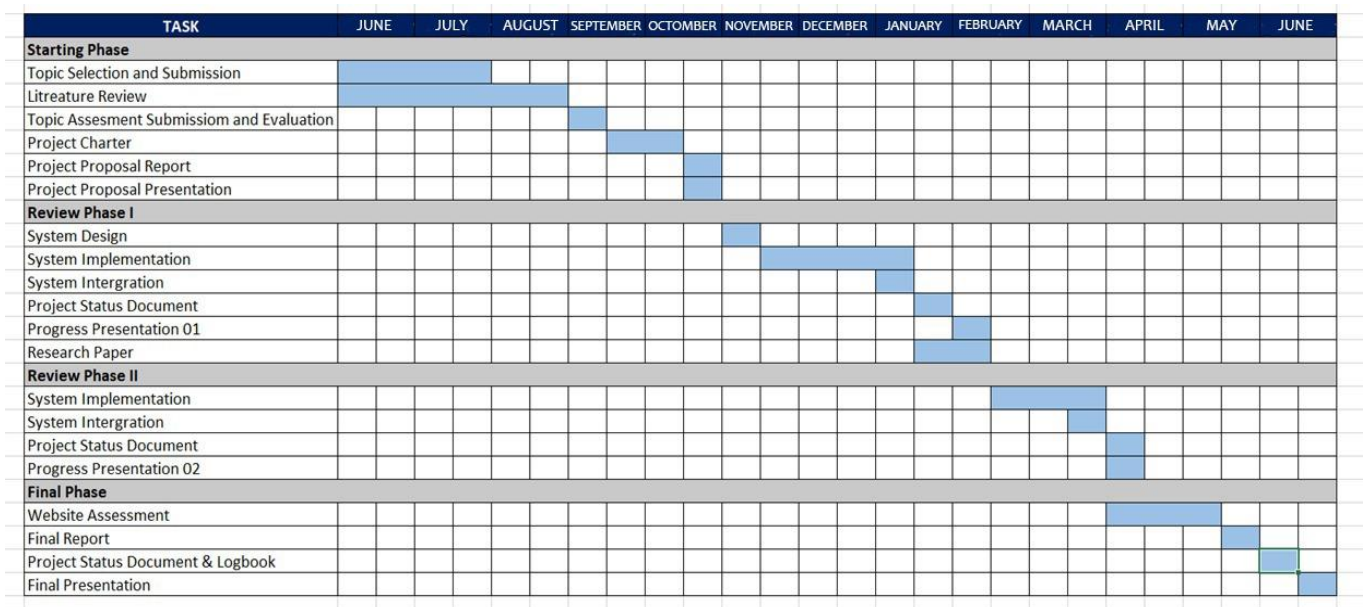 TASK JUNE JULY AUGUST SEPTEMBER OCTOMBER NOVEMBER DECEMBER JANUARY FEBRUARY MARCH APRIL MAY JUNE
Starting Phase
Topic Selection and Submission
Litreature Review
Topic Assesment Submissiom and Evaluation
Project Charter
Project Proposal Report
Project Proposal Presentation
Review Phase I
System Design
System Implementation
System Intergration
Project Status Document
Progress Presentation 01
Research Paper
Review Phase II
System Implementation
System Intergration
Project Status Document
Progress Presentation 02
Final Phase
Website Assessment
Final Report
Project Status Document & Logbook
Final Presentation